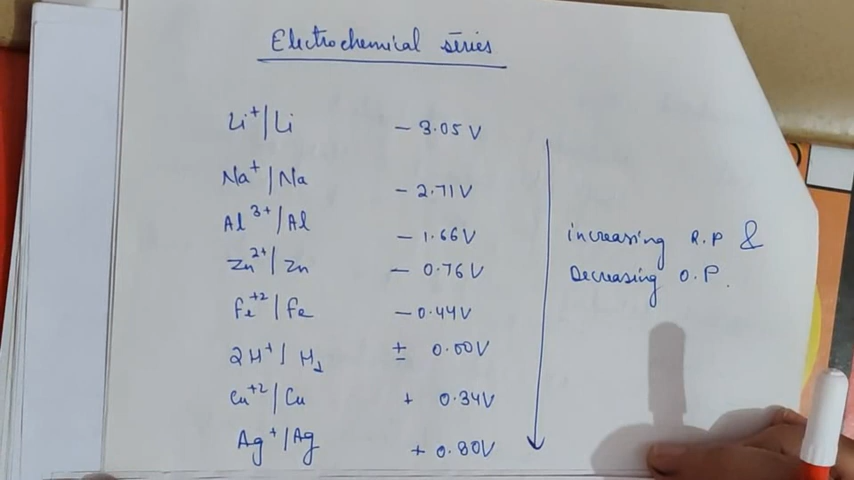 Electrochemical series
Li⁺/Li - 3.05V
Na⁺/Na - 2.71V
Al³⁺/Al - 1.66V
Zn²⁺/Zn - 0.76V
Fe⁺²/Fe - 0.44V
2H⁺/H₂ ± 0.00V
Cu⁺²/Cu + 0.34V
Ag⁺/Ag + 0.80V
increasing R.P &
Decreasing O.P.